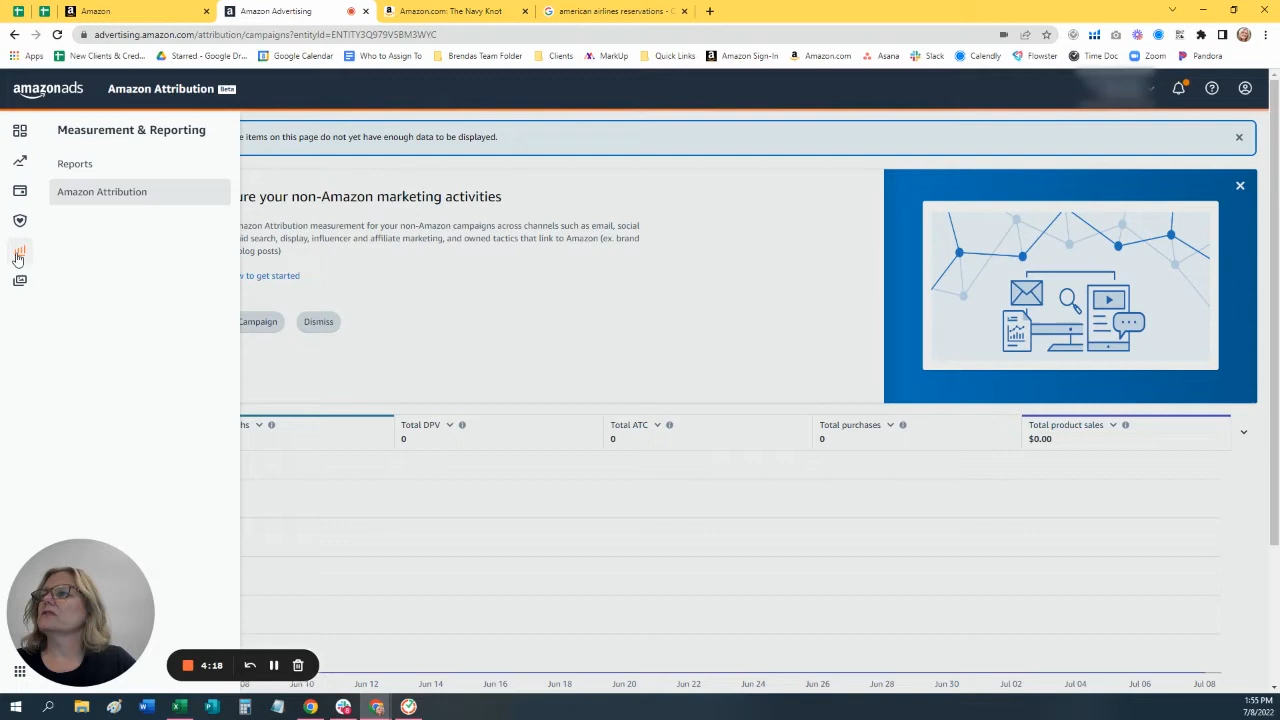 Amazon
Amazon Advertising
Amazon.com: The Navy Knot
american airlines reservations - G
advertising.amazon.com/attribution/campaigns?entityId=ENTITY3Q979V5BM3WYC
Apps
New Clients & Cred...
Starred - Google Dr...
Google Calendar
Who to Assign To
Brendas Team Folder
Clients
MarkUp
Quick Links
Amazon Sign-In
Amazon.com
Asana
Slack
Calendly
Flowster
Time Doc
Zoom
Pandora
amazonads
Amazon Attribution Beta
Measurement & Reporting
Reports
Amazon Attribution
e items on this page do not yet have enough data to be displayed.
ure your non-Amazon marketing activities
mazon Attribution measurement for your non-Amazon campaigns across channels such as email, social
id search, display, influencer and affiliate marketing, and owned tactics that link to Amazon (ex. brand
blog posts)
w to get started
Campaign
Dismiss
hs
Total DPV
0
Total ATC
0
Total purchases
0
Total product sales
$0.00
08
Jun 10
Jun 12
Jun 14
Jun 16
Jun 18
Jun 20
Jun 22
Jun 24
Jun 26
Jun 28
Jun 30
Jul 02
Jul 04
Jul 06
Jul 08
4:18
1:55 PM
7/8/2022